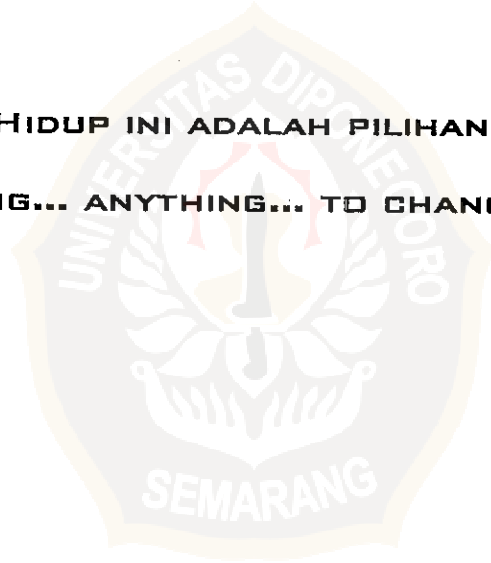 HIDUP INI ADALAH PILIHAN
G... ANYTHING... TO CHAN
UNIVERSITAS DIPONEGORO
SEMARANG